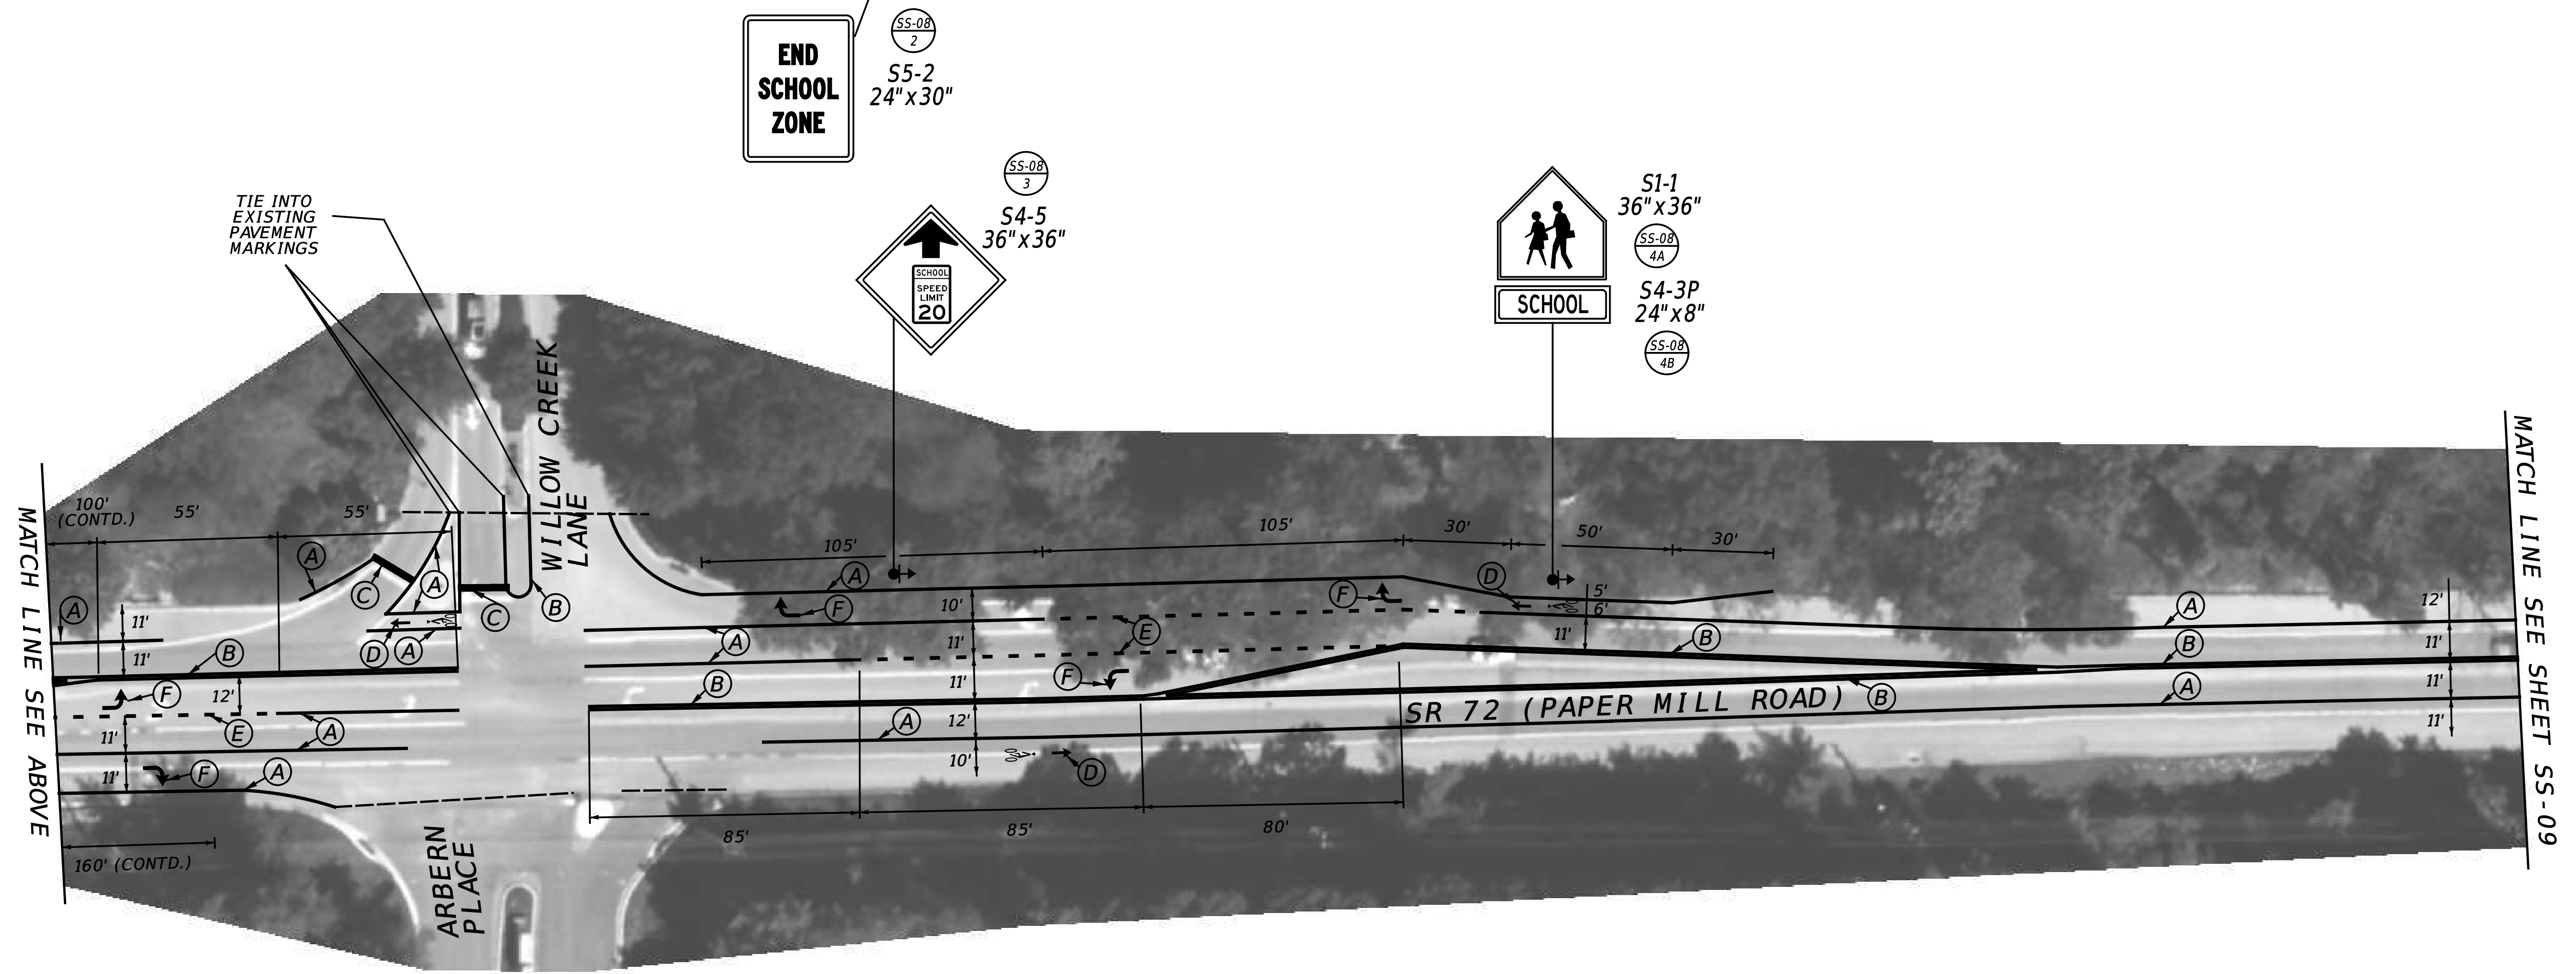 END
SCHOOL
ZONE
SS-08
2
S5-2
24"x30"
SS-08
3
S4-5
36"x36"
SCHOOL
SPEED
LIMIT
20
S1-1
36"x36"
SS-08
4A
SCHOOL
S4-3P
24"x8"
SS-08
4B
TIE INTO
EXISTING
PAVEMENT
MARKINGS
WILLOW CREEK
LANE
MATCH LINE SEE ABOVE
MATCH LINE SEE SHEET SS-09
100'
(CONTD.)
55'
55'
105'
105'
30'
50'
30'
A
A
C
A
C
B
A
F
F
D
5'
6'
A
12'
11'
11'
B
D
A
10'
A
E
11'
B
B
11'
F
12'
B
11'
F
11'
B
A
11'
E
A
11'
12'
A
SR 72 (PAPER MILL ROAD)
B
11'
11'
F
A
10'
D
85'
85'
80'
160' (CONTD.)
ARBERN
PLACE